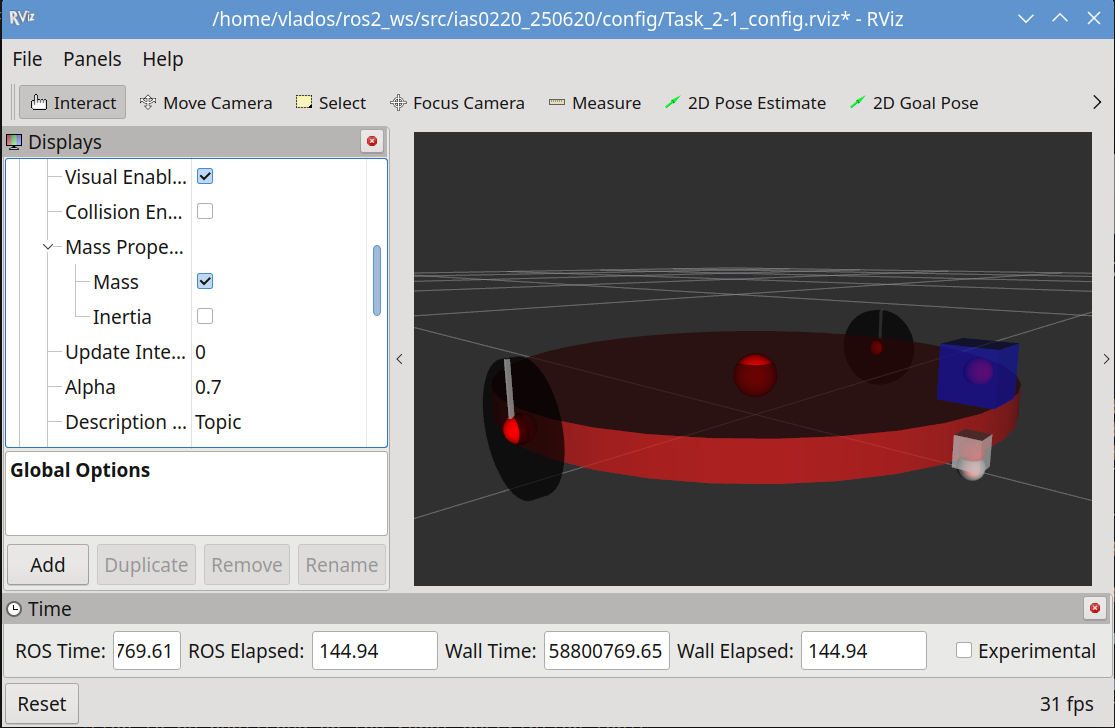 RViz
/home/vlados/ros2_ws/src/ias0220_250620/config/Task_2-1_config.rviz* - RViz
File Panels Help
Interact Move Camera Select Focus Camera Measure 2D Pose Estimate 2D Goal Pose
Displays
Visual Enabl...
Collision En...
Mass Prope...
Mass
Inertia
Update Inte... 0
Alpha 0.7
Description ... Topic
Global Options
Add Duplicate Remove Rename
Time
ROS Time: 769.61 ROS Elapsed: 144.94 Wall Time: 58800769.65 Wall Elapsed: 144.94 Experimental
Reset 31 fps